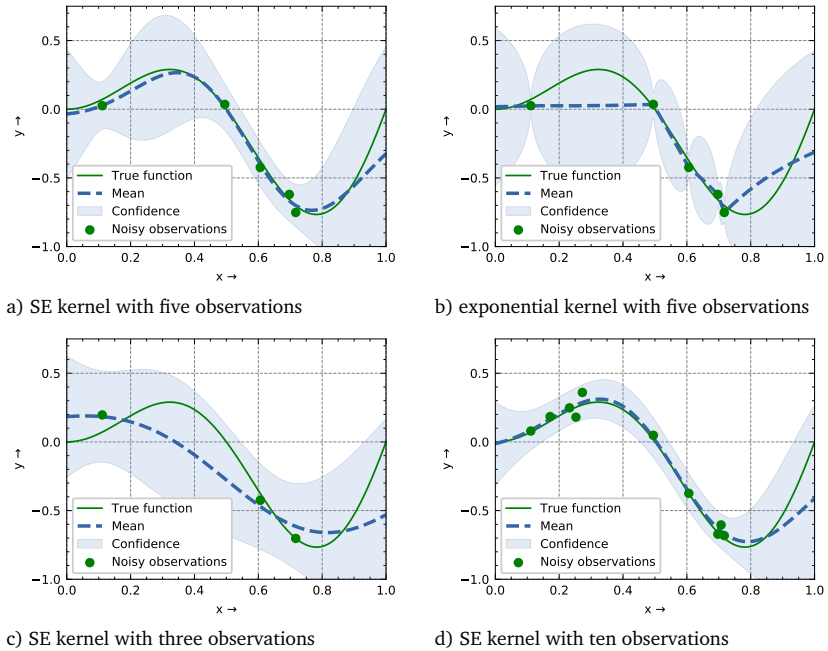 0.5
0.0
−0.5
−1.0
y →
True function
Mean
Confidence
Noisy observations
0.0 0.2 0.4 0.6 0.8 1.0
x →
a) SE kernel with five observations
0.5
0.0
−0.5
−1.0
y →
True function
Mean
Confidence
Noisy observations
0.0 0.2 0.4 0.6 0.8 1.0
x →
b) exponential kernel with five observations
0.5
0.0
−0.5
−1.0
y →
True function
Mean
Confidence
Noisy observations
0.0 0.2 0.4 0.6 0.8 1.0
x →
c) SE kernel with three observations
0.5
0.0
−0.5
−1.0
y →
True function
Mean
Confidence
Noisy observations
0.0 0.2 0.4 0.6 0.8 1.0
x →
d) SE kernel with ten observations